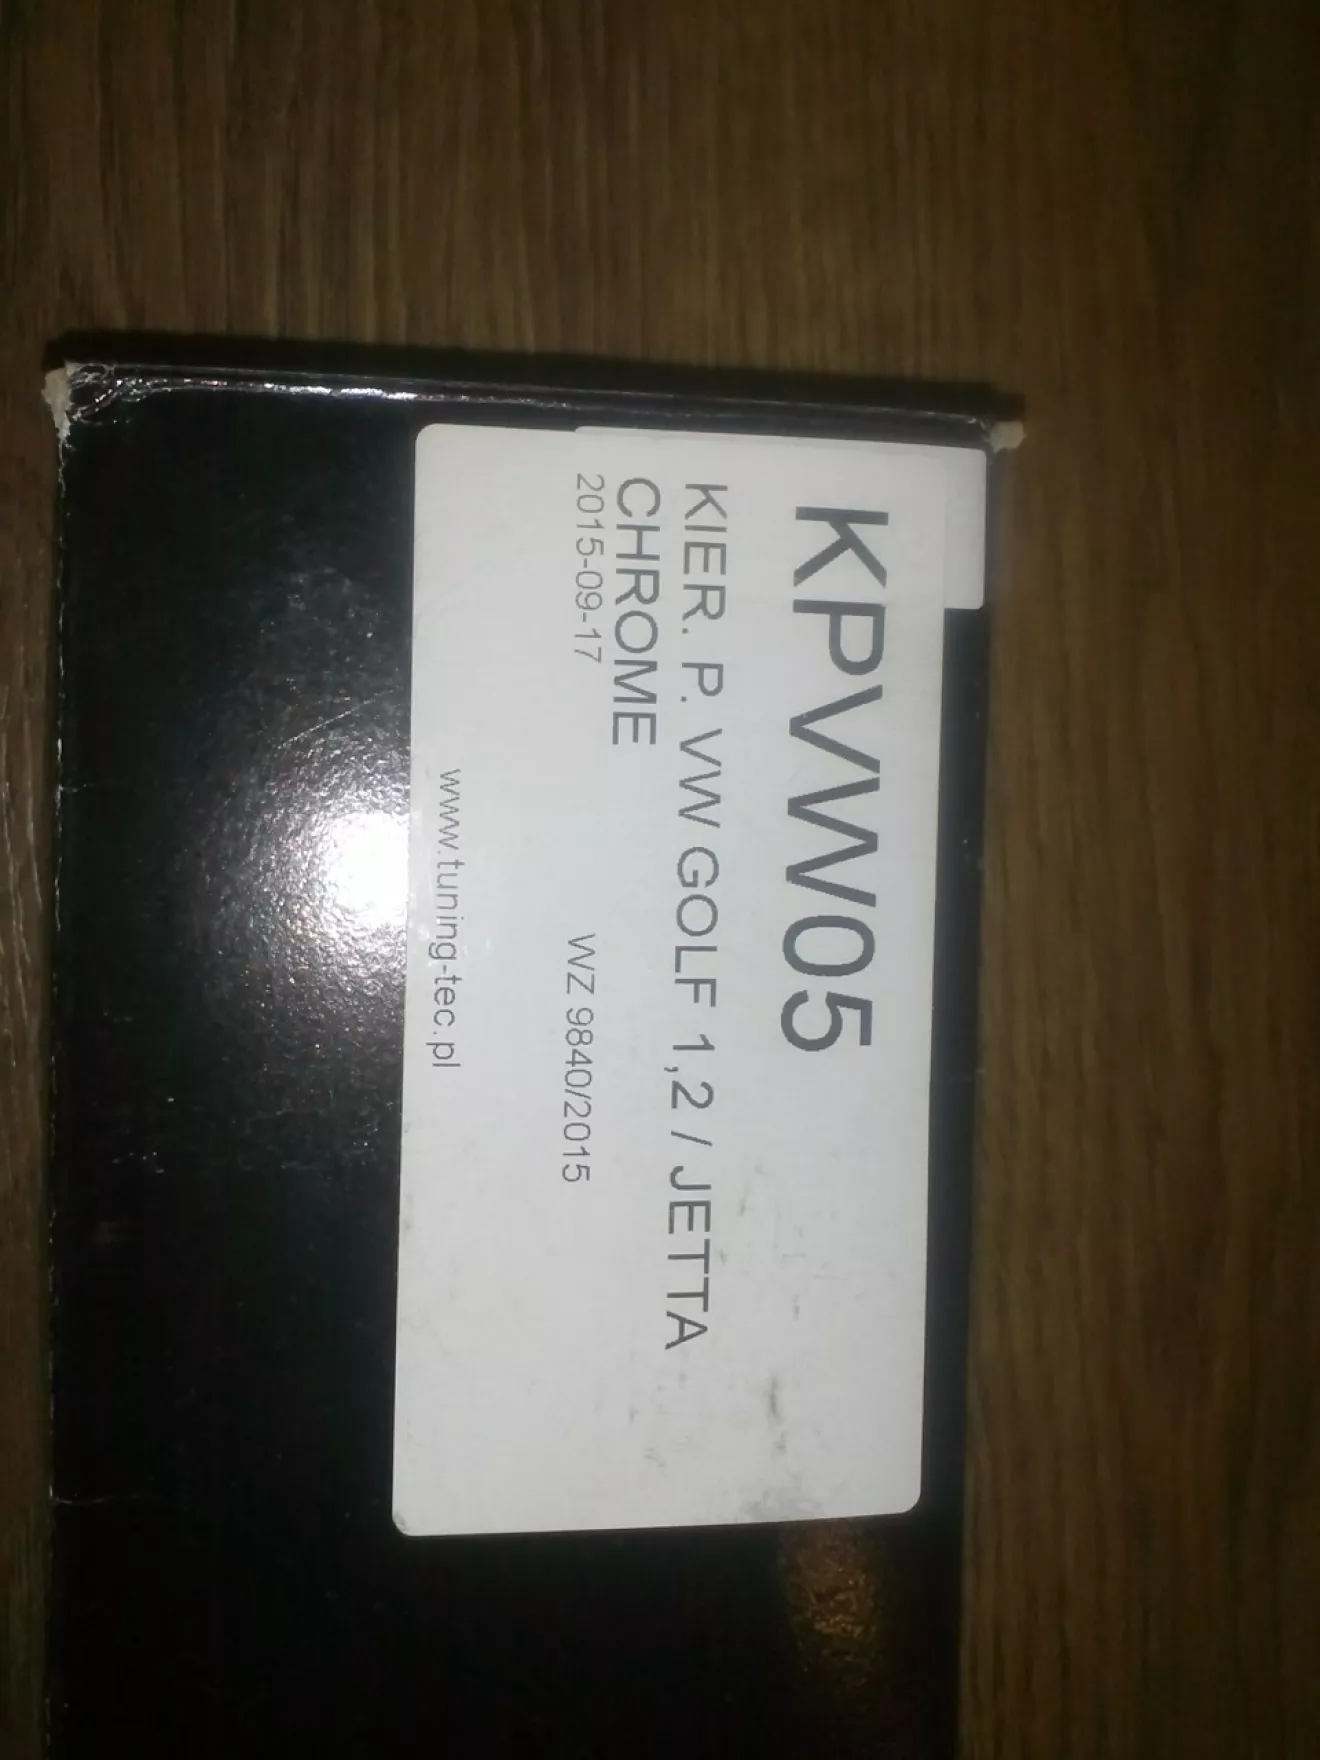 KPVW05
KIER. P. VW GOLF 1,2 / JETTA
CHROME
2015-09-17
WZ 9840/2015
www.tuning-tec.pl